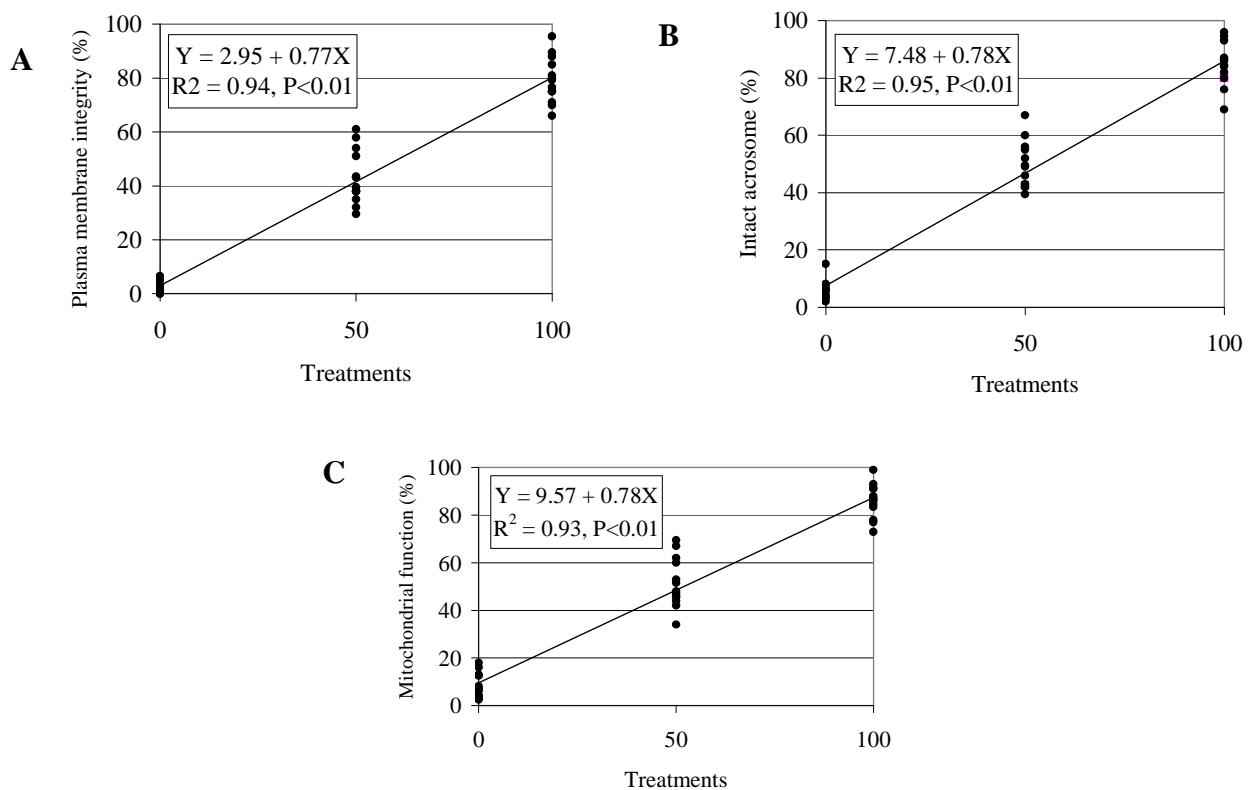 A
Plasma membrane integrity (%)
Y = 2.95 + 0.77X
R2 = 0.94, P<0.01
100
80
60
40
20
0
0 50 100
Treatments
B
Intact acrosome (%)
Y = 7.48 + 0.78X
R2 = 0.95, P<0.01
100
80
60
40
20
0
0 50 100
Treatments
C
Mitochondrial function (%)
Y = 9.57 + 0.78X
R² = 0.93, P<0.01
100
80
60
40
20
0
0 50 100
Treatments